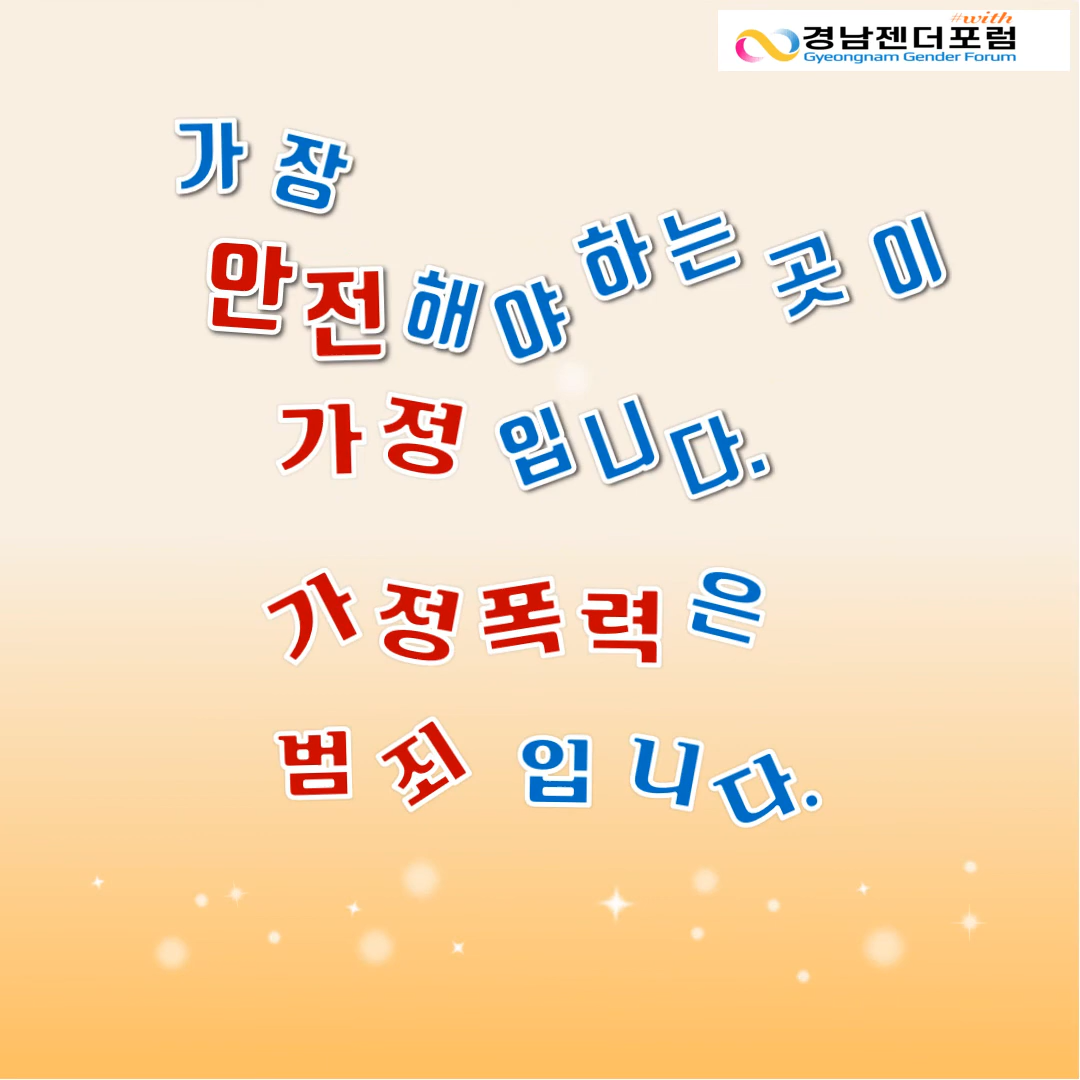 #with
경남젠더포럼
Gyeongnam Gender Forum
가장
안전해야 하는 곳이
가정입니다.
가정폭력은
범죄입니다.